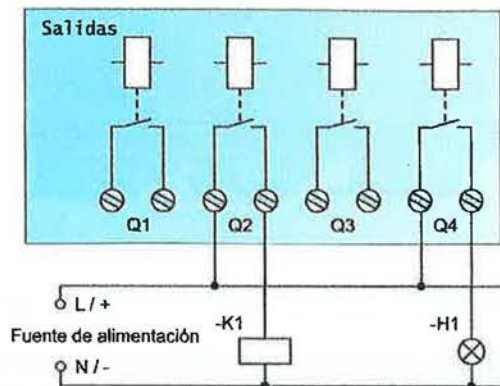 Salidas
Q1 Q2 Q3 Q4
L / +
-K1 -H1
Fuente de alimentación
N / -